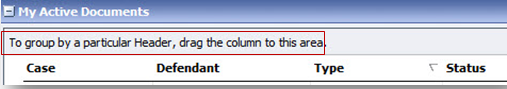 My Active Documents
To group by a particular Header, drag the column to this area.
Case Defendant Type Status